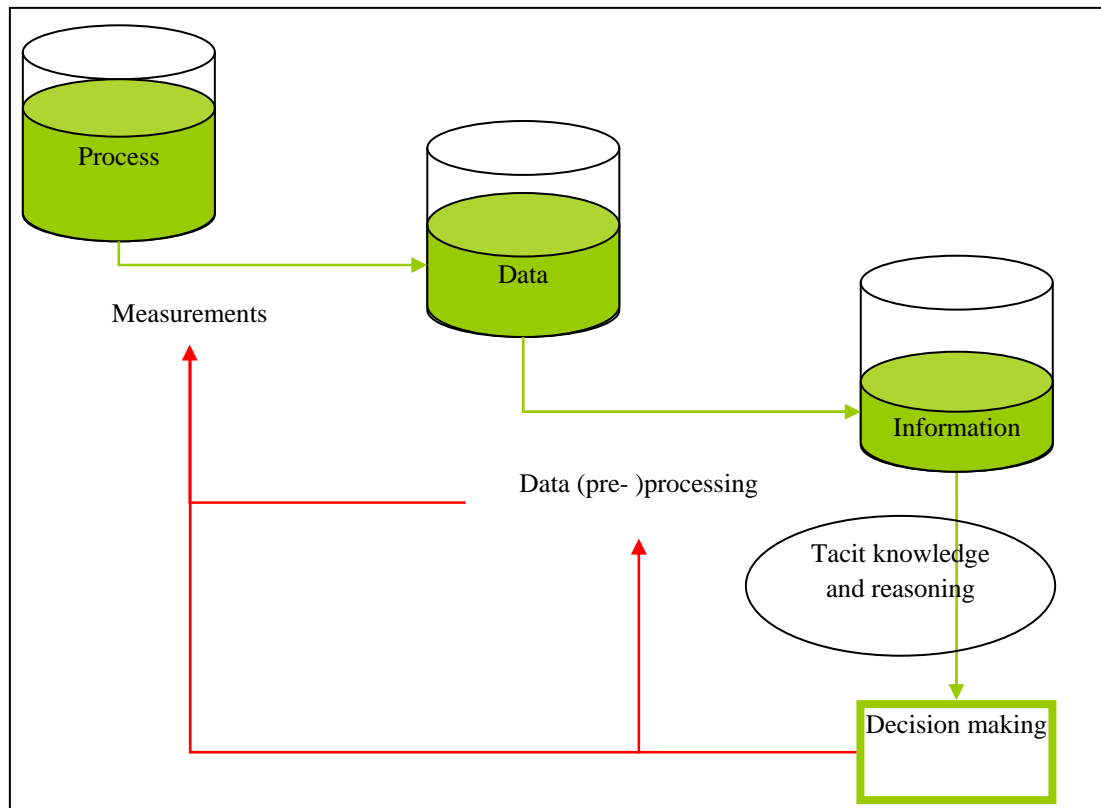 Process
Data
Measurements
Information
Data (pre- )processing
Tacit knowledge
and reasoning
Decision making